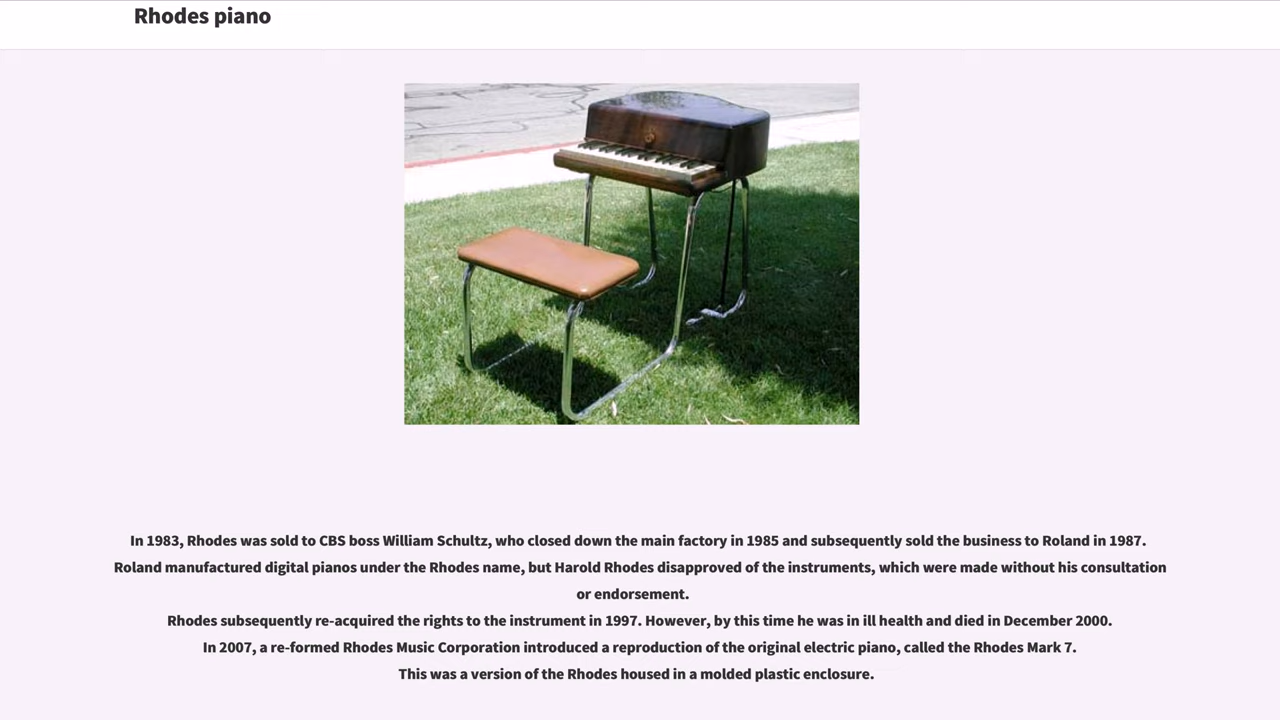 Rhodes piano
In 1983, Rhodes was sold to CBS boss William Schultz, who closed down the main factory in 1985 and subsequently sold the business to Roland in 1987.
Roland manufactured digital pianos under the Rhodes name, but Harold Rhodes disapproved of the instruments, which were made without his consultation
or endorsement.
Rhodes subsequently re-acquired the rights to the instrument in 1997. However, by this time he was in ill health and died in December 2000.
In 2007, a re-formed Rhodes Music Corporation introduced a reproduction of the original electric piano, called the Rhodes Mark 7.
This was a version of the Rhodes housed in a molded plastic enclosure.